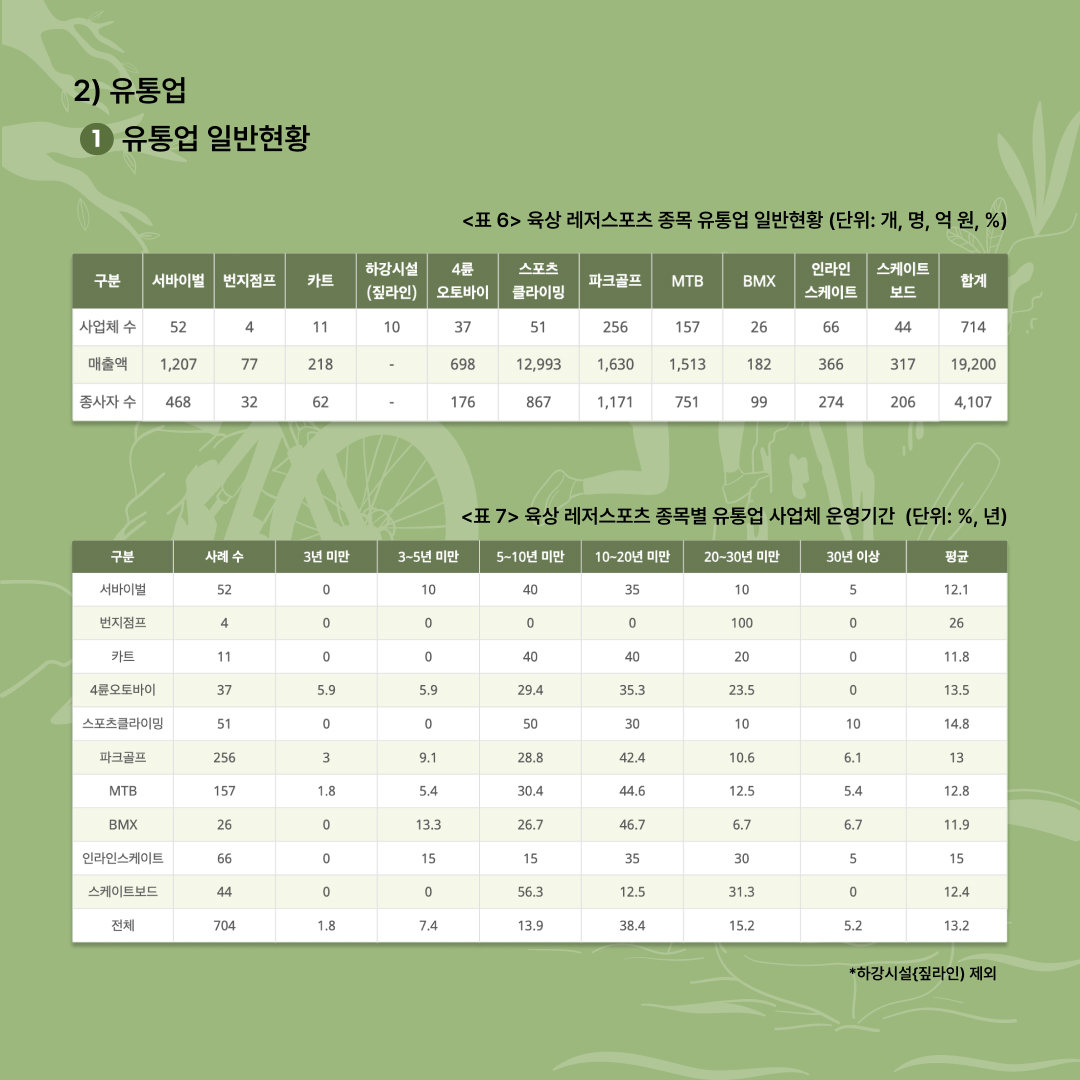 2) 유통업
1 유통업 일반현황
<표 6> 육상 레저스포츠 종목 유통업 일반현황 (단위: 개, 명, 억 원, %)
구분 서바이벌 번지점프 카트 하강시설 (짚라인) 4륜 오토바이 스포츠 클라이밍 파크골프 MTB BMX 인라인 스케이트 스케이트 보드 합계
사업체 수 52 4 11 10 37 51 256 157 26 66 44 714
매출액 1,207 77 218 - 698 12,993 1,630 1,513 182 366 317 19,200
종사자 수 468 32 62 - 176 867 1,171 751 99 274 206 4,107
<표 7> 육상 레저스포츠 종목별 유통업 사업체 운영기간 (단위: %, 년)
구분 사례 수 3년 미만 3~5년 미만 5~10년 미만 10~20년 미만 20~30년 미만 30년 이상 평균
서바이벌 52 0 10 40 35 10 5 12.1
번지점프 4 0 0 0 0 100 0 26
카트 11 0 0 40 40 20 0 11.8
4륜오토바이 37 5.9 5.9 29.4 35.3 23.5 0 13.5
스포츠클라이밍 51 0 0 50 30 10 10 14.8
파크골프 256 3 9.1 28.8 42.4 10.6 6.1 13
MTB 157 1.8 5.4 30.4 44.6 12.5 5.4 12.8
BMX 26 0 13.3 26.7 46.7 6.7 6.7 11.9
인라인스케이트 66 0 15 15 35 30 5 15
스케이트보드 44 0 0 56.3 12.5 31.3 0 12.4
전체 704 1.8 7.4 13.9 38.4 15.2 5.2 13.2
*하강시설{짚라인) 제외